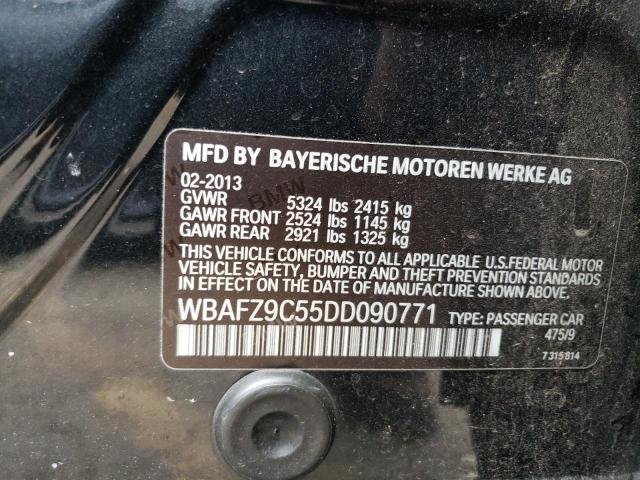 MFD BY BAYERISCHE MOTOREN WERKE AG
02-2013
GVWR 5324 lbs 2415 kg
GAWR FRONT 2524 lbs 1145 kg
GAWR REAR 2921 lbs 1325 kg
THIS VEHICLE CONFORMS TO ALL APPLICABLE U.S.FEDERAL MOTOR
VEHICLE SAFETY, BUMPER AND THEFT PREVENTION STANDARDS
IN EFFECT ON THE DATE OF MANUFACTURE SHOWN ABOVE.
WBAFZ9C55DD090771 TYPE: PASSENGER CAR
475/9
7315814